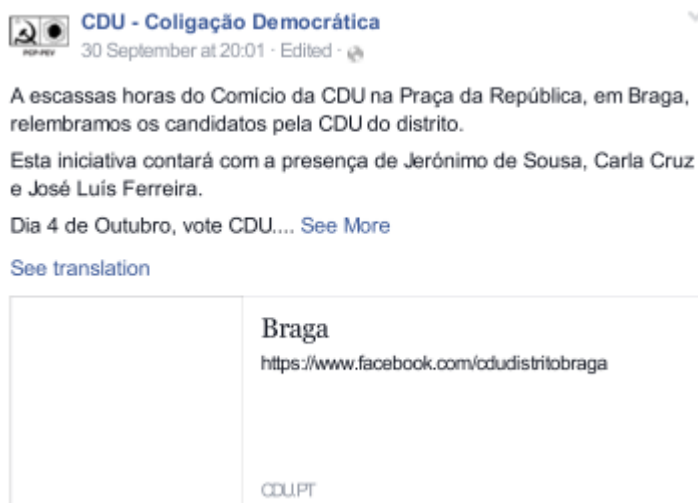 CDU - Coligação Democrática
PCP-PEV
30 September at 20:01 · Edited ·
A escassas horas do Comício da CDU na Praça da República, em Braga,
relembramos os candidatos pela CDU do distrito.
Esta iniciativa contará com a presença de Jerónimo de Sousa, Carla Cruz
e José Luís Ferreira.
Dia 4 de Outubro, vote CDU.... See More
See translation
Braga
https://www.facebook.com/cdudistritobraga
CDU.PT